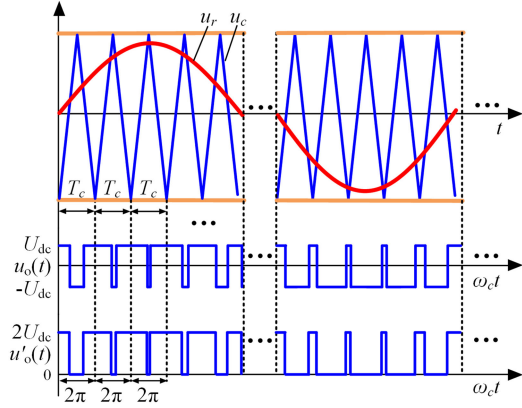 u_r u_c
•••
•••
t
T_c T_c T_c
•••
U_dc
u_o(t)
-U_dc
•••
•••
ω_c t
2U_dc
u'_o(t)
0
•••
•••
ω_c t
2π 2π 2π